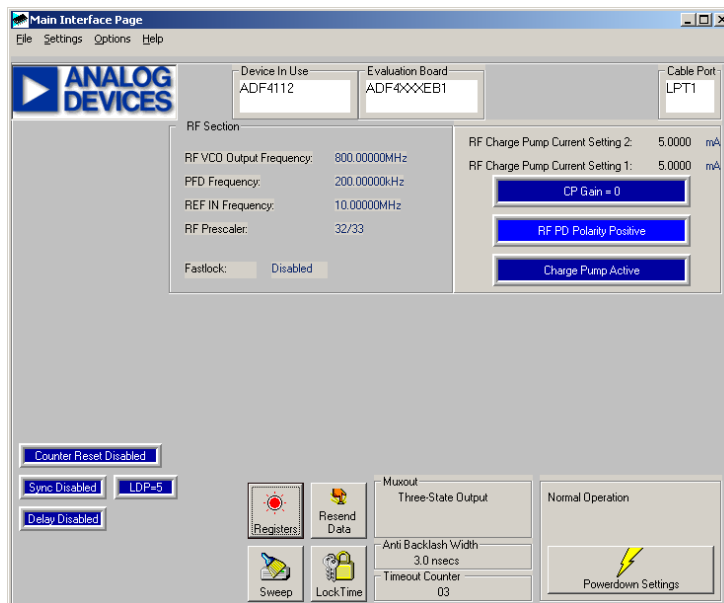 Main Interface Page
File Settings Options Help
ANALOG
DEVICES
Device In Use
ADF4112
Evaluation Board
ADF4XXXEB1
Cable Port
LPT1
RF Section
RF VCO Output Frequency: 800.00000MHz
PFD Frequency: 200.00000kHz
REF IN Frequency: 10.00000MHz
RF Prescaler: 32/33
Fastlock: Disabled
RF Charge Pump Current Setting 2: 5.0000 mA
RF Charge Pump Current Setting 1: 5.0000 mA
CP Gain = 0
RF PD Polarity Positive
Charge Pump Active
Counter Reset Disabled
Sync Disabled LDP=5
Delay Disabled
Registers
Resend
Data
Sweep
LockTime
Muxout
Three-State Output
Anti Backlash Width
3.0 nsecs
Timeout Counter
03
Normal Operation
Powerdown Settings